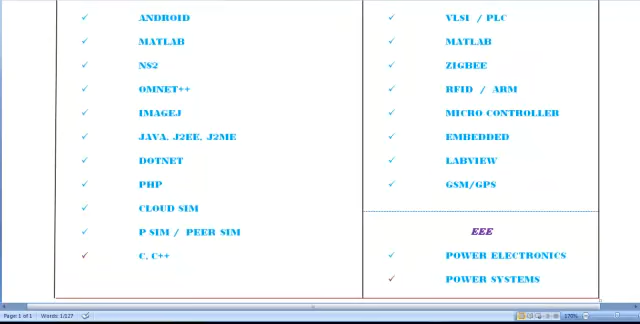 ANDROID
MATLAB
NS2
OMNET++
IMAGEJ
JAVA, J2EE, J2ME
DOTNET
PHP
CLOUD SIM
P SIM / PEER SIM
C, C++
VLSI / PLC
MATLAB
ZIGBEE
RFID / ARM
MICRO CONTROLLER
EMBEDDED
LABVIEW
GSM/GPS
EEE
POWER ELECTRONICS
POWER SYSTEMS
Page: 1 of 1 Words: 1/127 170%